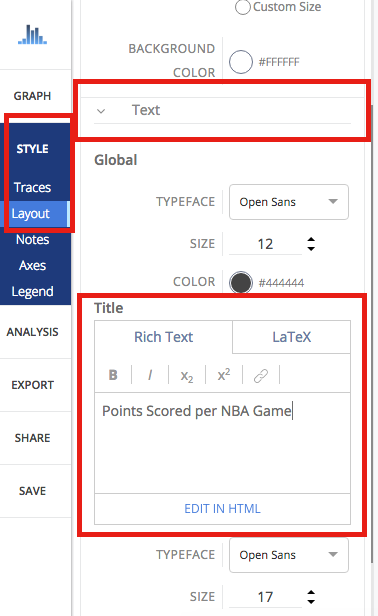 Custom Size
BACKGROUND
COLOR
#FFFFFF
GRAPH
Text
STYLE
Global
Traces
TYPEFACE
Open Sans
Layout
Notes
SIZE
12
Axes
COLOR
#444444
Legend
Title
ANALYSIS
Rich Text
LaTeX
B
I
x2
x2
EXPORT
Points Scored per NBA Game
SHARE
SAVE
EDIT IN HTML
TYPEFACE
Open Sans
SIZE
17